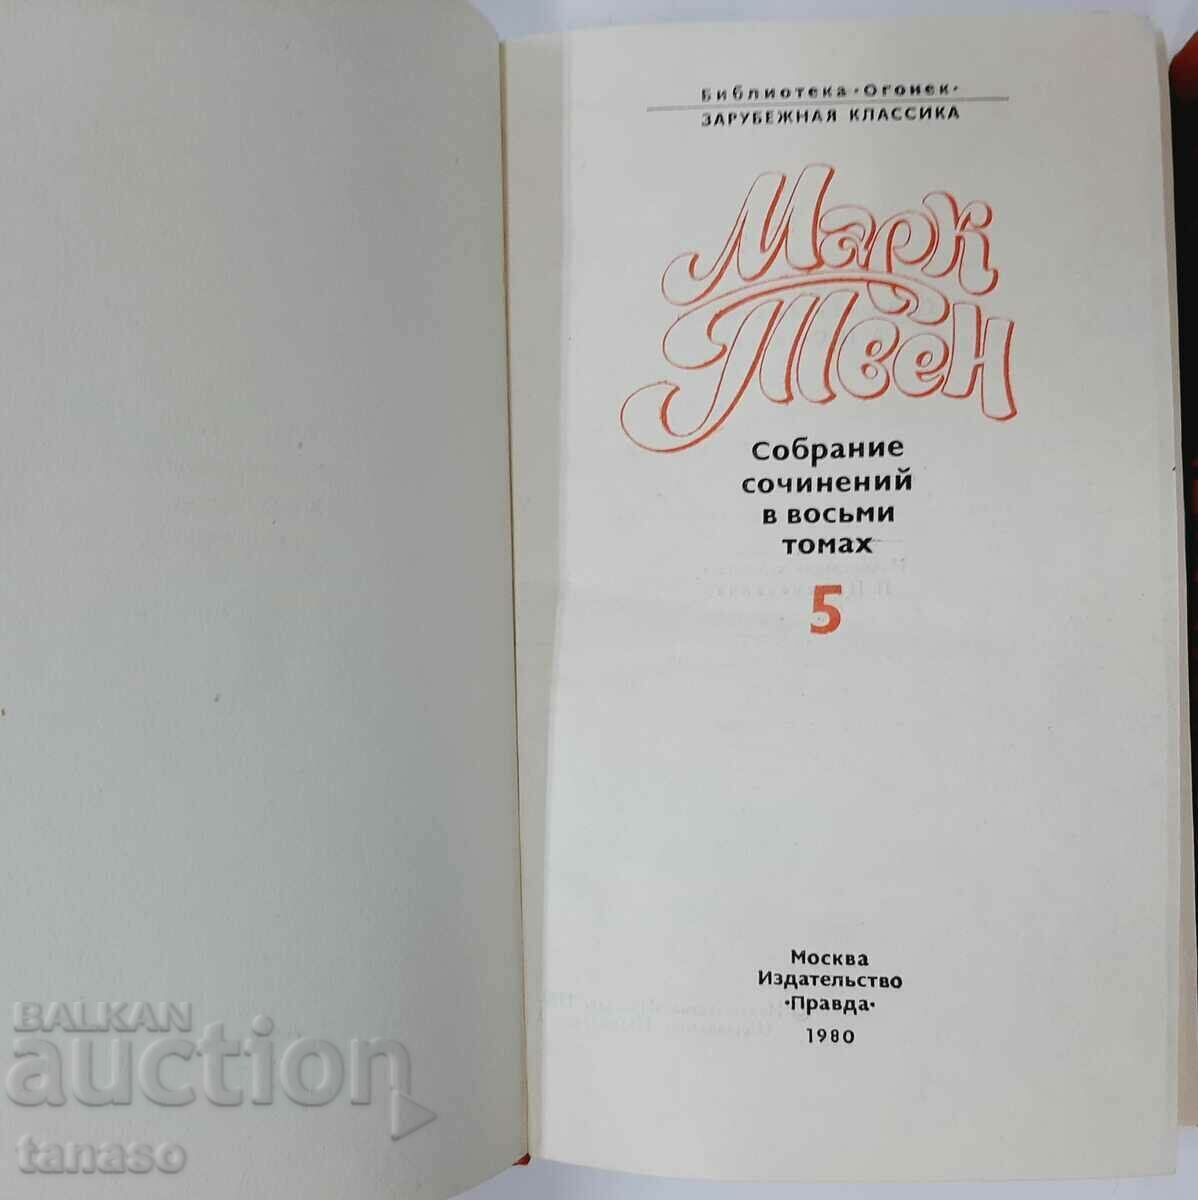 Библиотека «Огонек»
ЗАРУБЕЖНАЯ КЛАССИКА
Марк
Твен
Собрание
сочинений
в восьми
томах
5
Москва
Издательство
«Правда»
1980
BALKAN
auction
tanaso